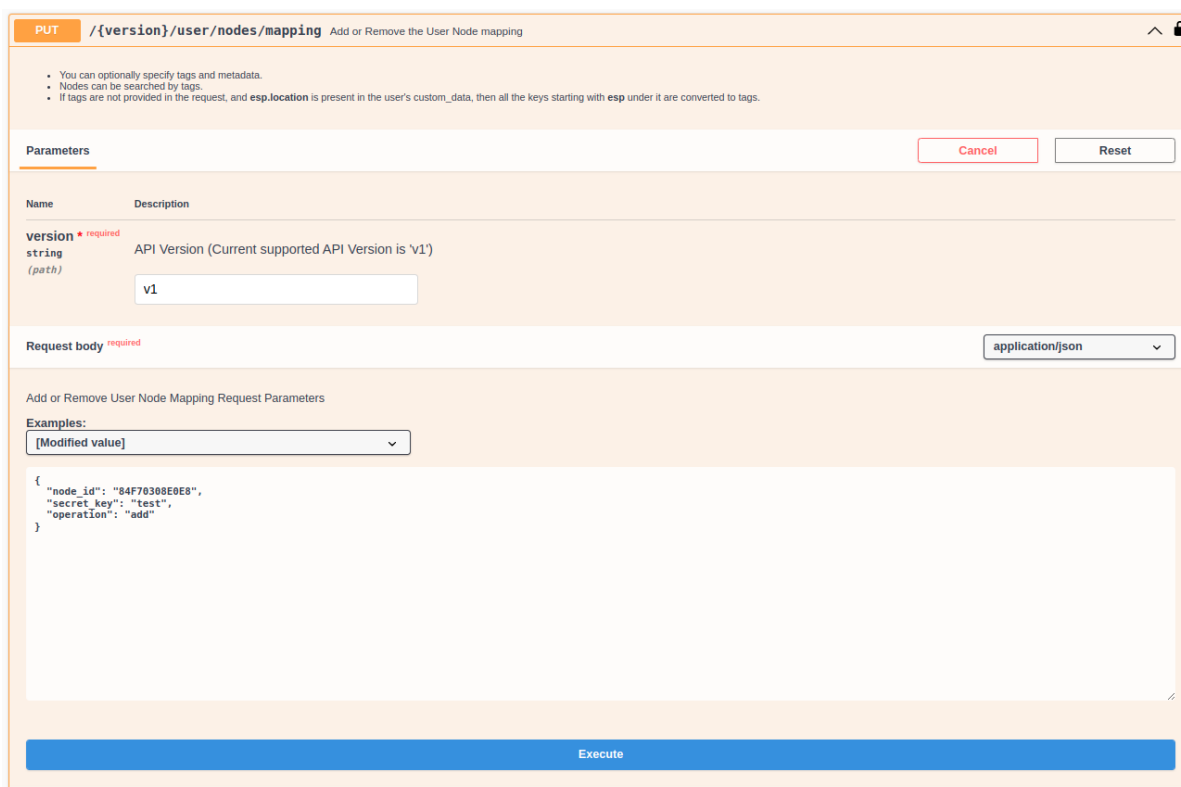 PUT /{version}/user/nodes/mapping Add or Remove the User Node mapping
You can optionally specify tags and metadata.
Nodes can be searched by tags.
If tags are not provided in the request, and esp.location is present in the user's custom_data, then all the keys starting with esp under it are converted to tags.
Parameters Cancel Reset
Name Description
version * required
string
(path)
API Version (Current supported API Version is 'v1')
v1
Request body required application/json
Add or Remove User Node Mapping Request Parameters
Examples:
[Modified value]
{
"node_id": "84F70308E0E8",
"secret_key": "test",
"operation": "add"
}
Execute